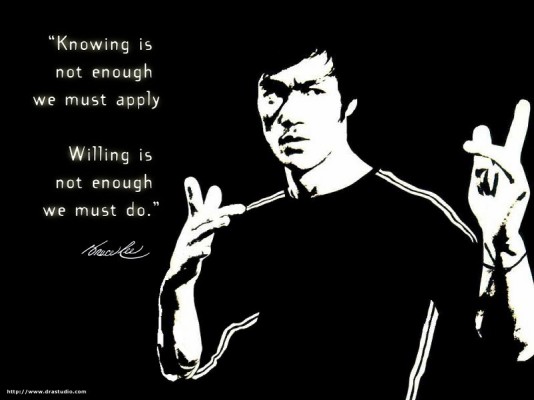 “Knowing is
not enough
we must apply
Willing is
not enough
we must do.”
Bruce Lee
http://www.drastudio.com